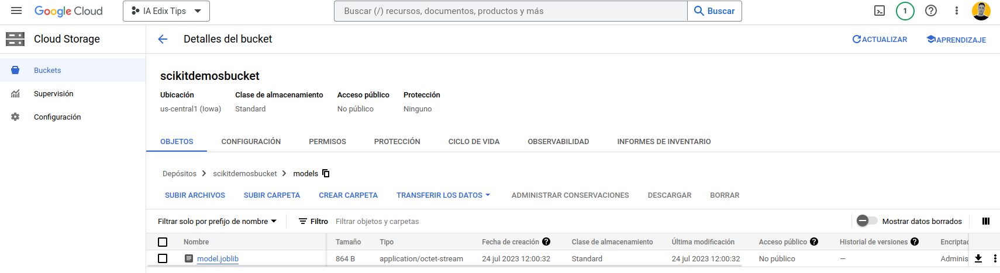 Google Cloud
IA Edix Tips
Buscar (/) recursos, documentos, productos y más
Buscar
1
Cloud Storage
Detalles del bucket
ACTUALIZAR
APRENDIZAJE
Buckets
Supervisión
Configuración
scikitdemosbucket
Ubicación Clase de almacenamiento Acceso público Protección
us-central1 (Iowa) Standard No público Ninguno
OBJETOS CONFIGURACIÓN PERMISOS PROTECCIÓN CICLO DE VIDA OBSERVABILIDAD INFORMES DE INVENTARIO
Depósitos scikitdemosbucket models
SUBIR ARCHIVOS SUBIR CARPETA CREAR CARPETA TRANSFERIR LOS DATOS ADMINISTRAR CONSERVACIONES DESCARGAR BORRAR
Filtrar solo por prefijo de nombre Filtro Filtrar objetos y carpetas Mostrar datos borrados
Nombre Tamaño Tipo Fecha de creación Clase de almacenamiento Última modificación Acceso público Historial de versiones Encriptac
model.joblib 864 B application/octet-stream 24 jul 2023 12:00:32 Standard 24 jul 2023 12:00:32 No público — Adminis